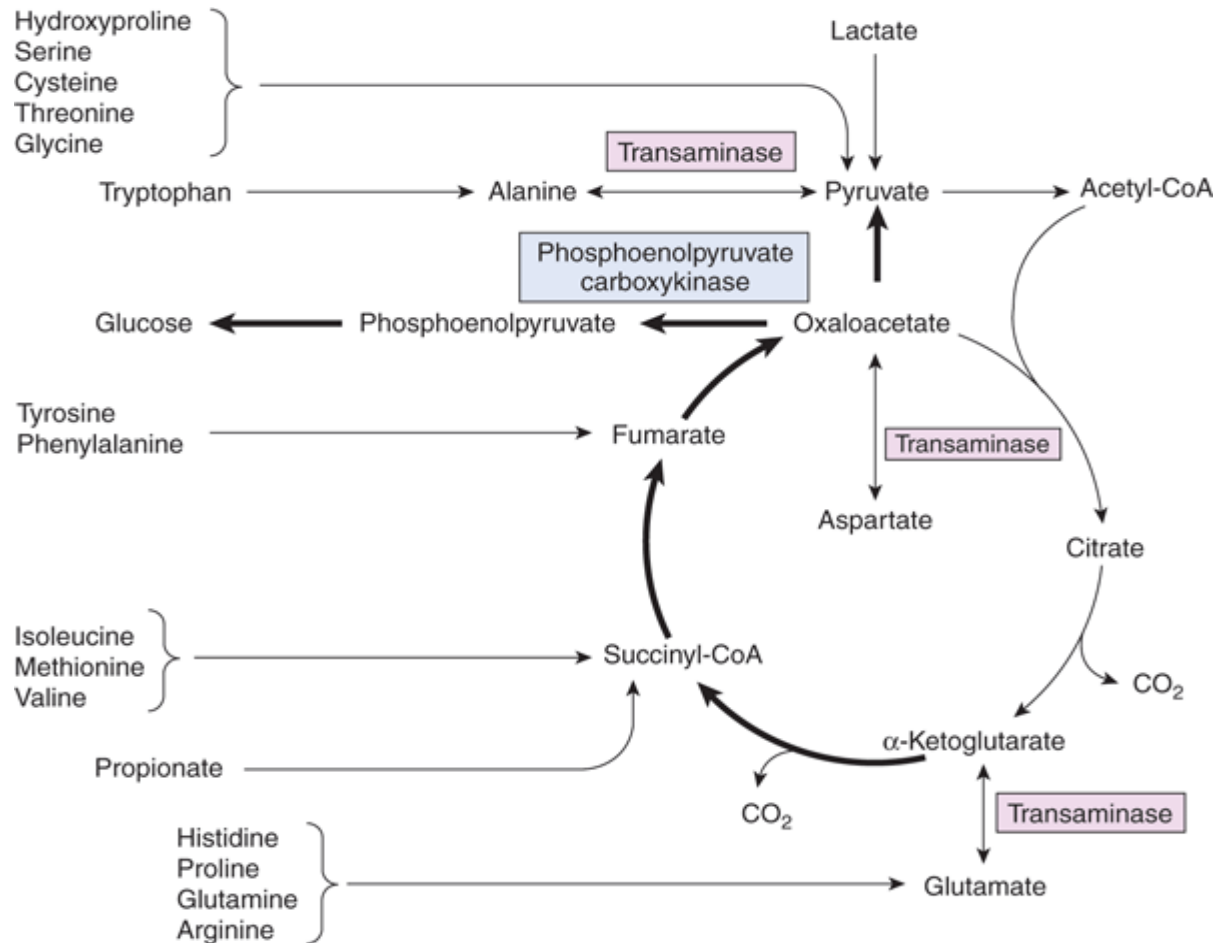 Hydroxyproline
Serine
Cysteine
Threonine
Glycine
Lactate
Transaminase
Tryptophan
Alanine
Pyruvate
Acetyl-CoA
Phosphoenolpyruvate
carboxykinase
Glucose
Phosphoenolpyruvate
Oxaloacetate
Tyrosine
Phenylalanine
Fumarate
Transaminase
Aspartate
Citrate
Isoleucine
Methionine
Valine
Succinyl-CoA
CO₂
Propionate
α-Ketoglutarate
CO₂
Transaminase
Histidine
Proline
Glutamine
Arginine
Glutamate